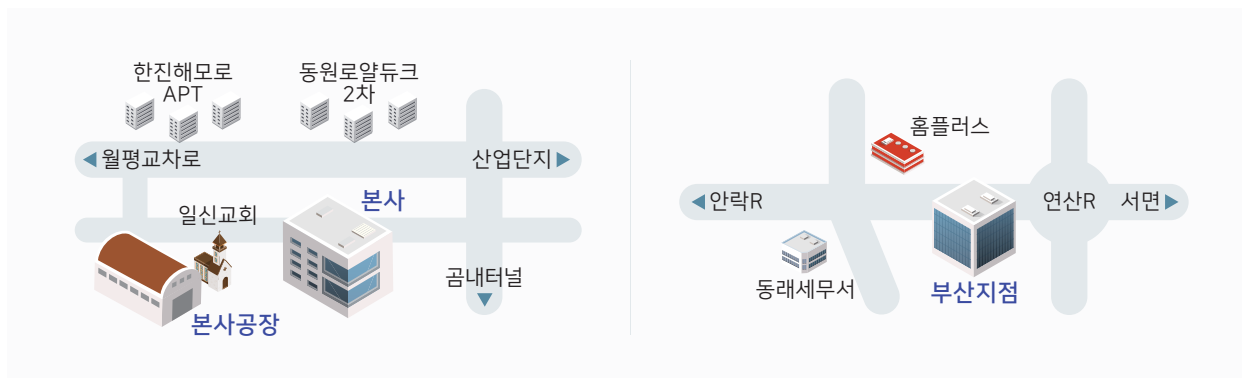 한진해모로
APT
동원로얄듀크
2차
월평교차로
산업단지
본사
일신교회
곰내터널
본사공장
홈플러스
안락R
연산R
서면
동래세무서
부산지점